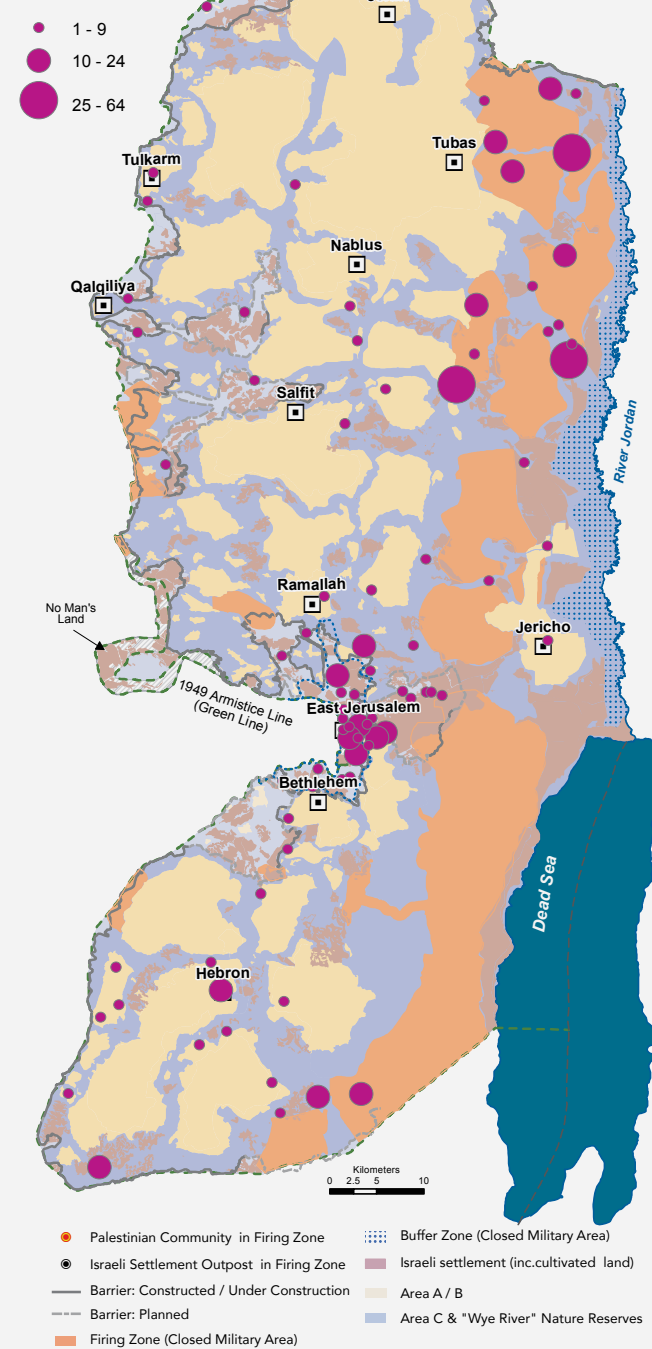 1 - 9
10 - 24
25 - 64
Tubas
Tulkarm
Nablus
Qalqiliya
Salfit
River Jordan
Ramallah
No Man's
Land
Jericho
1949 Armistice Line
(Green Line)
East Jerusalem
Bethlehem
Dead Sea
Hebron
Kilometers
0 2.5 5 10
Palestinian Community in Firing Zone
Israeli Settlement Outpost in Firing Zone
Barrier: Constructed / Under Construction
Barrier: Planned
Firing Zone (Closed Military Area)
Buffer Zone (Closed Military Area)
Israeli settlement (inc.cultivated land)
Area A / B
Area C & "Wye River" Nature Reserves